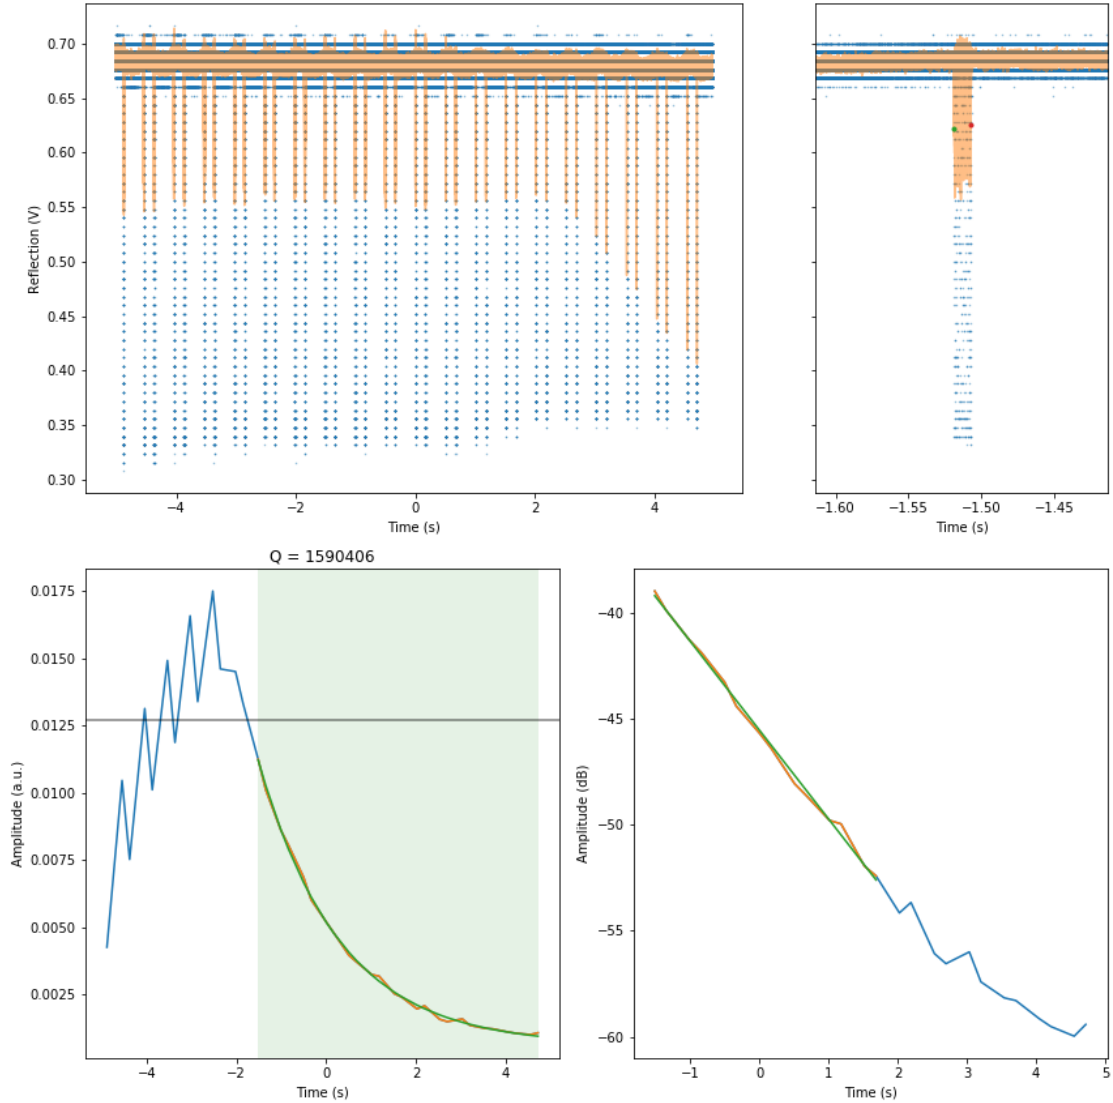 0.70
0.65
0.60
0.55
0.50
0.45
0.40
0.35
0.30
Reflection (V)
−4 −2 0 2 4
Time (s)
−1.60 −1.55 −1.50 −1.45
Time (s)
Q = 1590406
0.0175
0.0150
0.0125
0.0100
0.0075
0.0050
0.0025
Amplitude (a.u.)
−4 −2 0 2 4
Time (s)
−40
−45
−50
−55
−60
Amplitude (dB)
−1 0 1 2 3 4 5
Time (s)